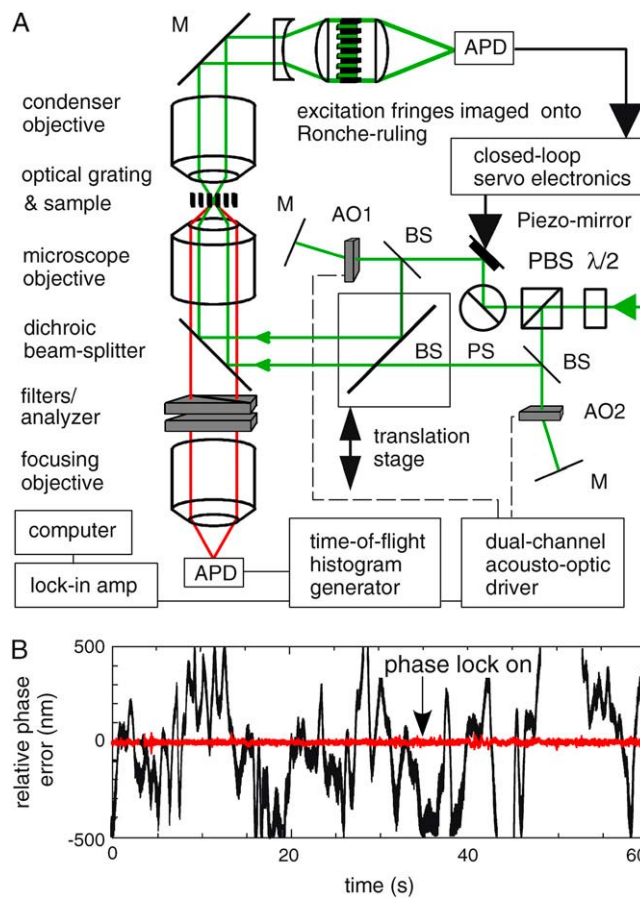 A
M
APD
condenser
objective
excitation fringes imaged onto
Ronche-ruling
closed-loop
servo electronics
optical grating
& sample
M
AO1
BS
Piezo-mirror
PBS λ/2
microscope
objective
dichroic
beam-splitter
BS
PS
BS
filters/
analyzer
AO2
translation
stage
M
focusing
objective
computer
time-of-flight
histogram
generator
dual-channel
acousto-optic
driver
lock-in amp
APD
B
500
phase lock on
relative phase
error (nm)
0
-500
0
20
40
60
time (s)